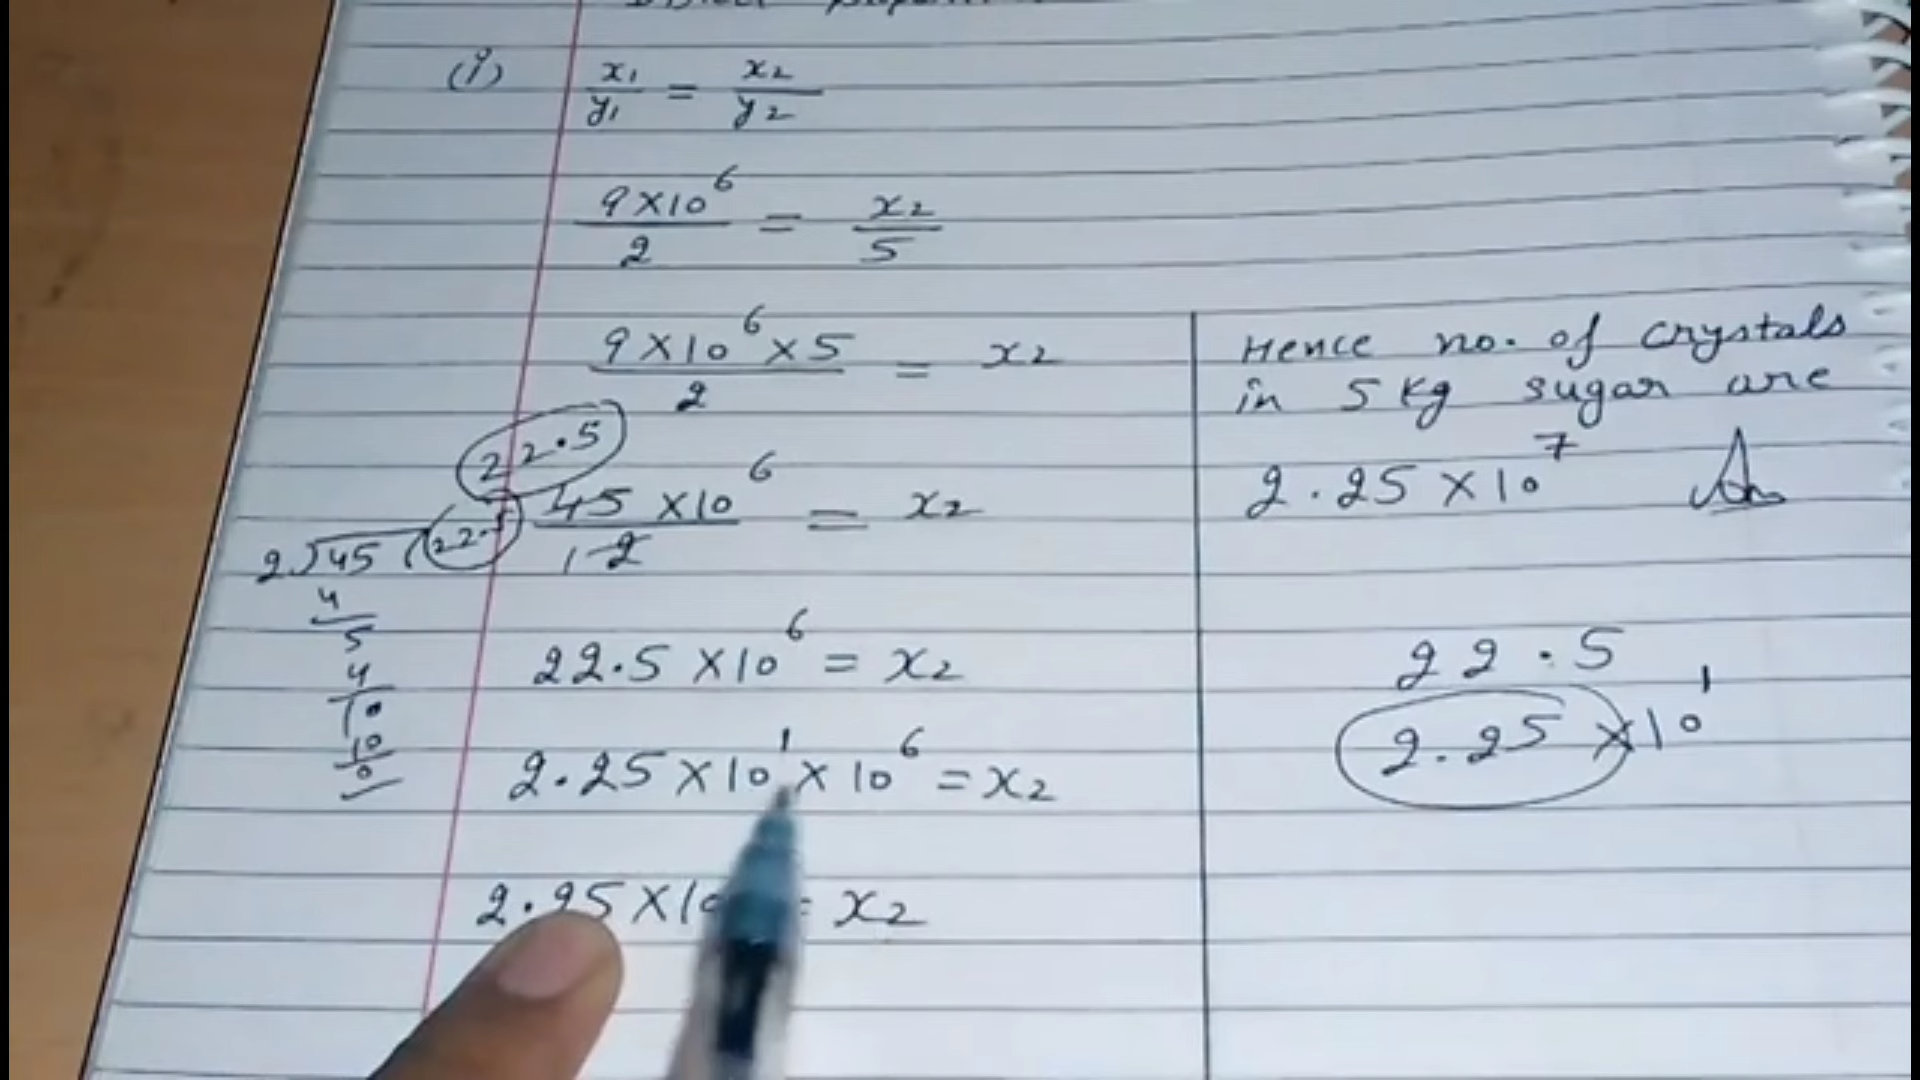 (i) x₁/y₁ = x₂/y₂
9×10⁶/2 = x₂/5
9×10⁶×5/2 = x₂
22.5
45×10⁶/1 2 = x₂
2)45(22.5
4
5
4
10
10
0
22.5×10⁶ = x₂
2.25×10¹×10⁶ = x₂
2.25×10 = x₂
Hence no. of crystals
in 5 kg sugar are
2.25×10⁷ An
22.5
2.25×10¹